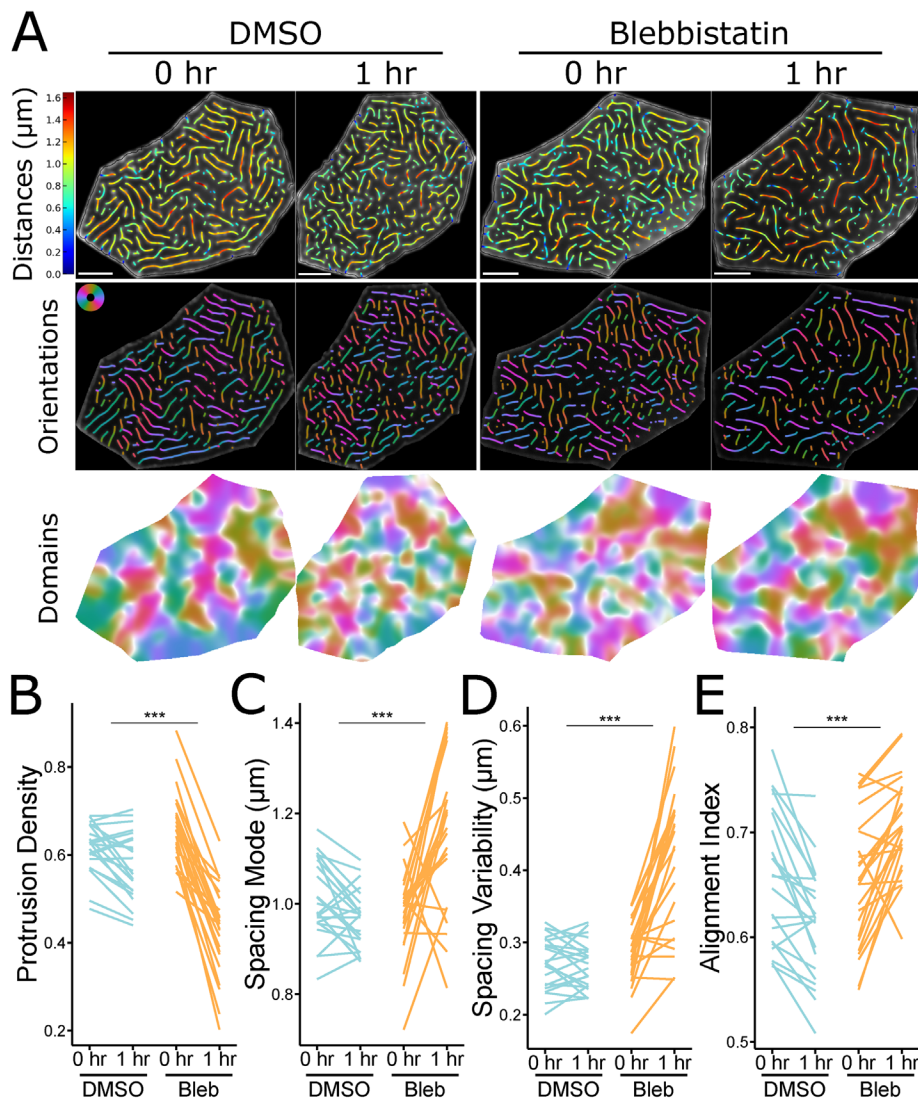 A
DMSO
Blebbistatin
0 hr
1 hr
0 hr
1 hr
Distances (µm)
1.6
1.4
1.2
1.0
0.8
0.6
0.4
0.2
0.0
Orientations
Domains
B
Protrusion Density
0.8
0.6
0.4
0.2
***
0 hr 1 hr 0 hr 1 hr
DMSO Bleb
C
Spacing Mode (µm)
1.4
1.2
1.0
0.8
***
0 hr 1 hr 0 hr 1 hr
DMSO Bleb
D
Spacing Variability (µm)
0.6
0.5
0.4
0.3
0.2
***
0 hr 1 hr 0 hr 1 hr
DMSO Bleb
E
Alignment Index
0.8
0.7
0.6
0.5
***
0 hr 1 hr 0 hr 1 hr
DMSO Bleb